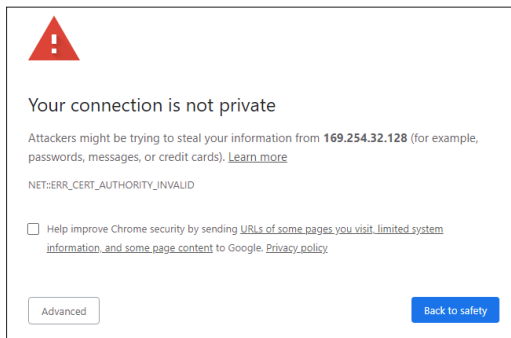 Your connection is not private
Attackers might be trying to steal your information from 169.254.32.128 (for example,
passwords, messages, or credit cards). Learn more
NET::ERR_CERT_AUTHORITY_INVALID
Help improve Chrome security by sending URLs of some pages you visit, limited system
information, and some page content to Google. Privacy policy
Advanced
Back to safety